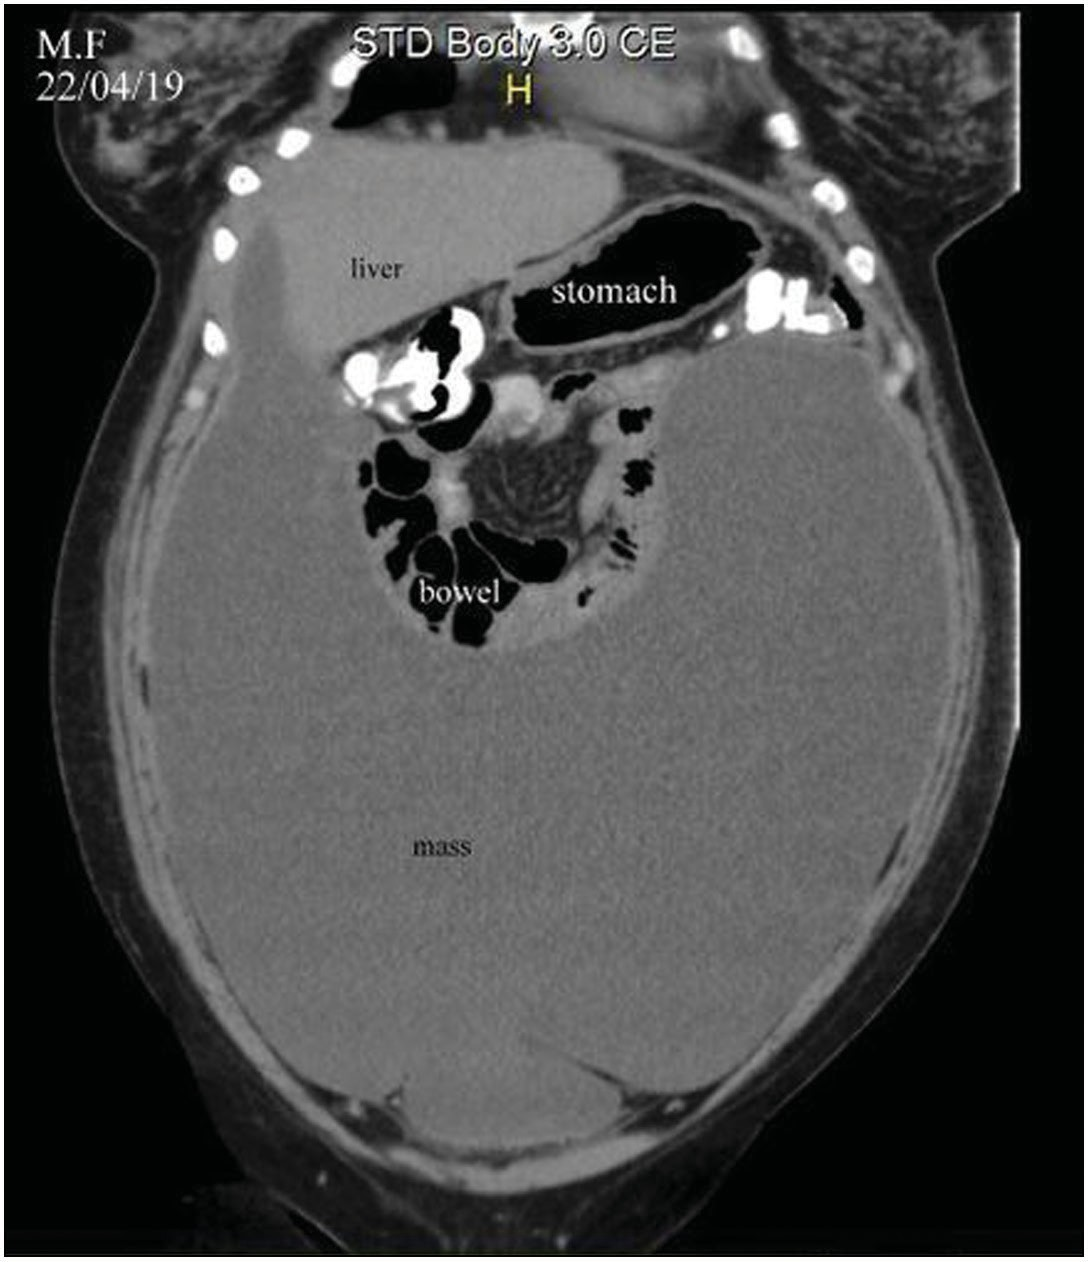 M.F
22/04/19
STD Body 3.0 CE
H
liver
stomach
bowel
mass